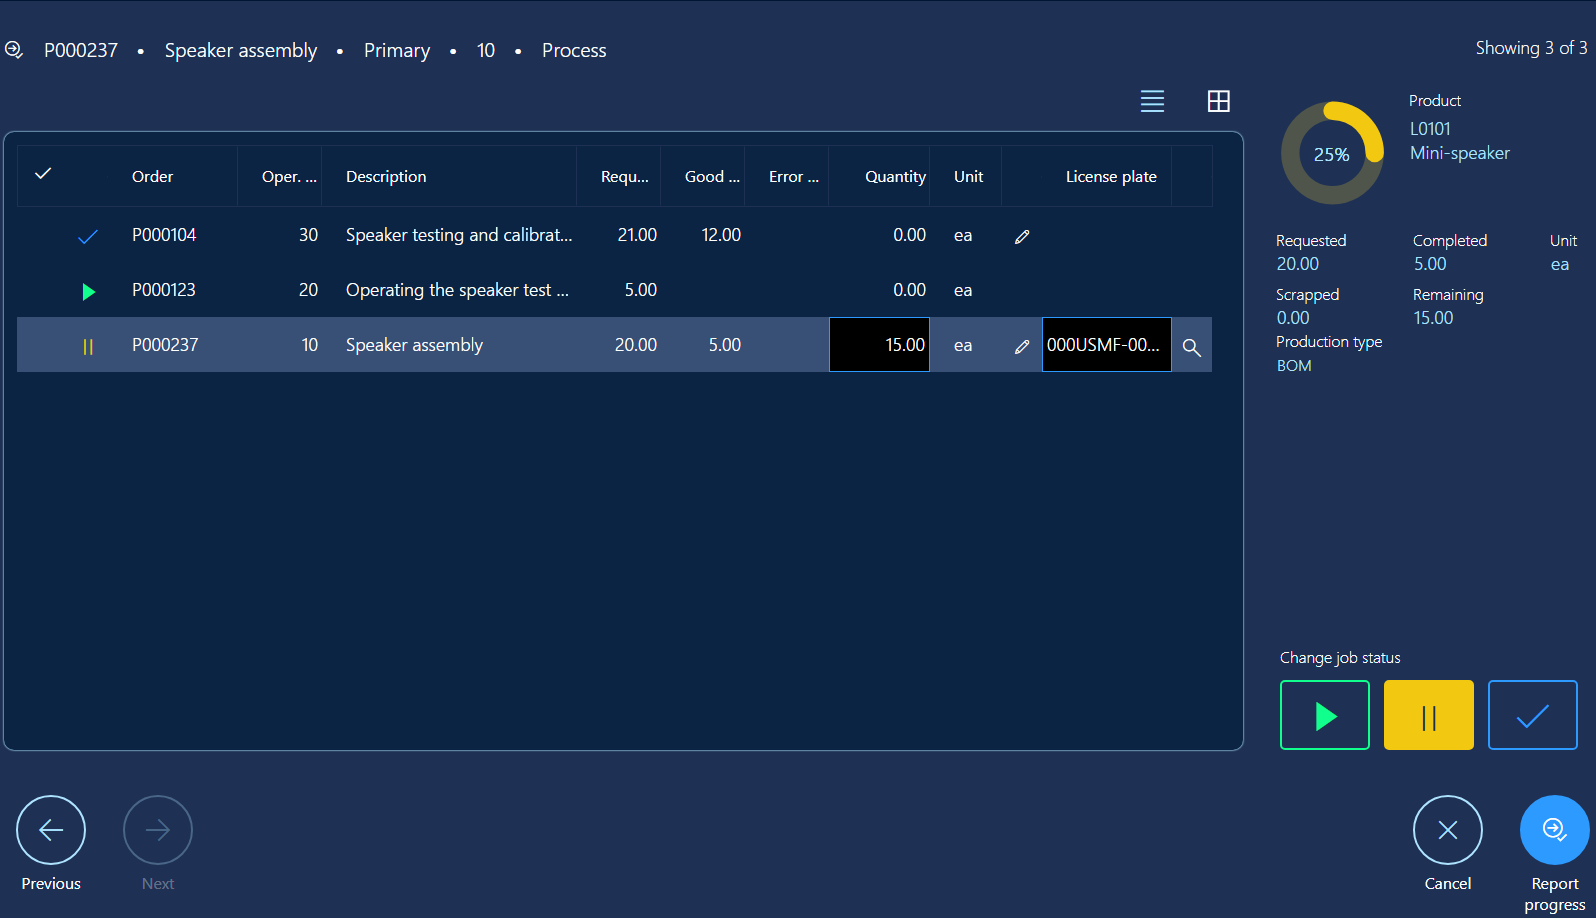 P000237 • Speaker assembly • Primary • 10 • Process
Showing 3 of 3
Order Oper. ... Description Requ... Good ... Error ... Quantity Unit License plate
P000104 30 Speaker testing and calibrat... 21.00 12.00 0.00 ea
P000123 20 Operating the speaker test ... 5.00 0.00 ea
P000237 10 Speaker assembly 20.00 5.00 15.00 ea 000USMF-00...
25%
Product
L0101
Mini-speaker
Requested Completed Unit
20.00 5.00 ea
Scrapped Remaining
0.00 15.00
Production type
BOM
Change job status
Previous
Next
Cancel
Report
progress